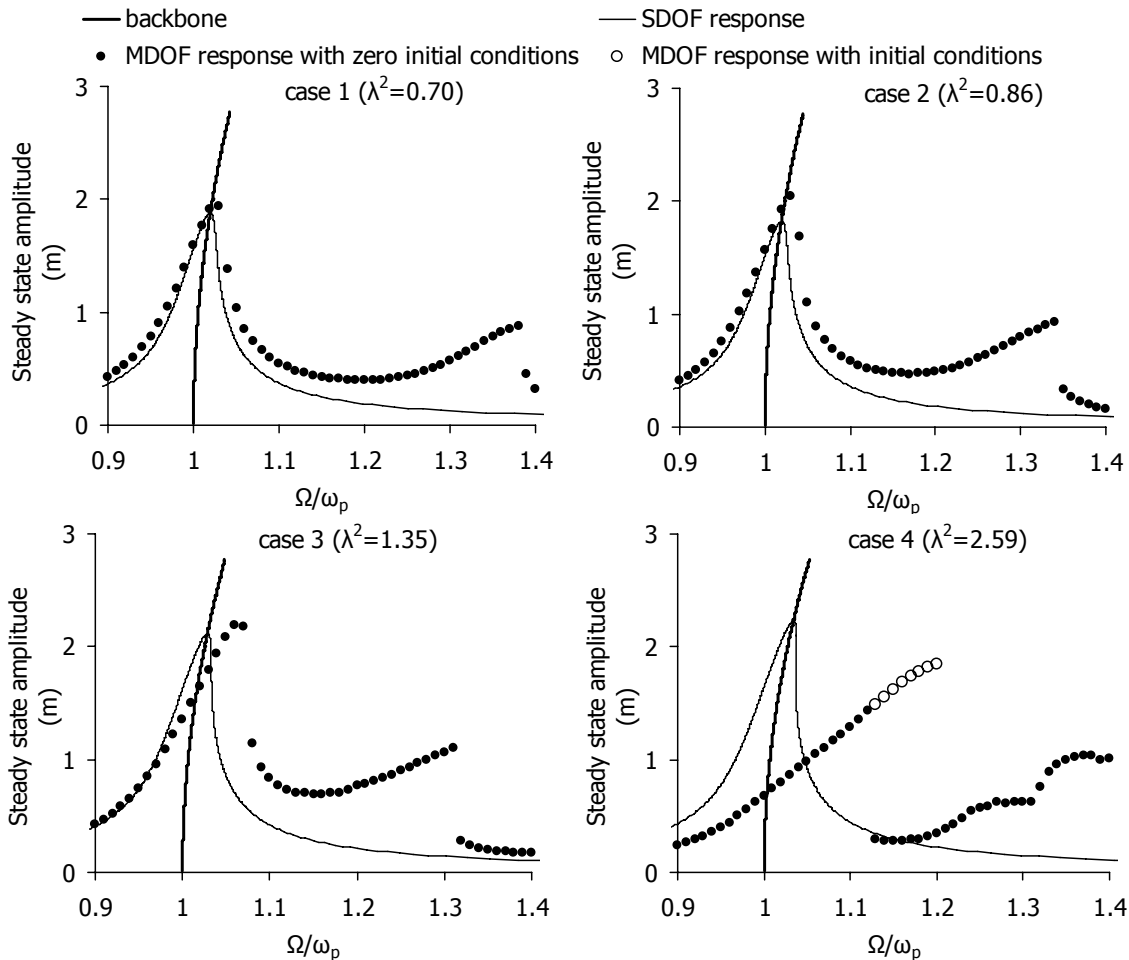 backbone
SDOF response
MDOF response with zero initial conditions
MDOF response with initial conditions
case 1 (λ²=0.70)
Steady state amplitude
(m)
3
2
1
0
0.9 1 1.1 1.2 1.3 1.4
Ω/ωp
case 2 (λ²=0.86)
Steady state amplitude
(m)
3
2
1
0
0.9 1 1.1 1.2 1.3 1.4
Ω/ωp
case 3 (λ²=1.35)
Steady state amplitude
(m)
3
2
1
0
0.9 1 1.1 1.2 1.3 1.4
Ω/ωp
case 4 (λ²=2.59)
Steady state amplitude
(m)
3
2
1
0
0.9 1 1.1 1.2 1.3 1.4
Ω/ωp